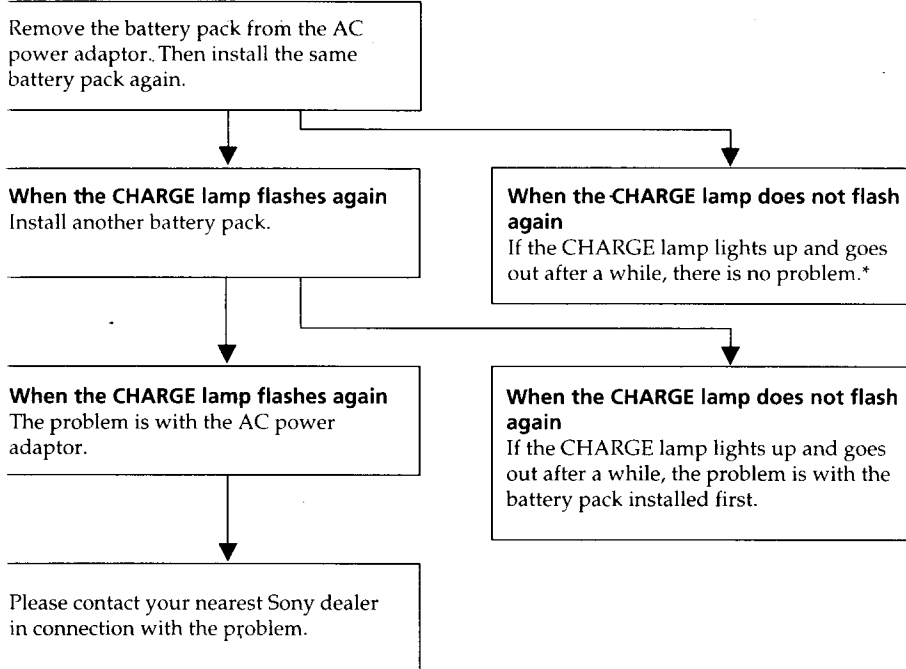 Remove the battery pack from the AC
power adaptor. Then install the same
battery pack again.
When the CHARGE lamp flashes again
Install another battery pack.
When the CHARGE lamp does not flash
again
If the CHARGE lamp lights up and goes
out after a while, there is no problem.*
When the CHARGE lamp flashes again
The problem is with the AC power
adaptor.
When the CHARGE lamp does not flash
again
If the CHARGE lamp lights up and goes
out after a while, the problem is with the
battery pack installed first.
Please contact your nearest Sony dealer
in connection with the problem.